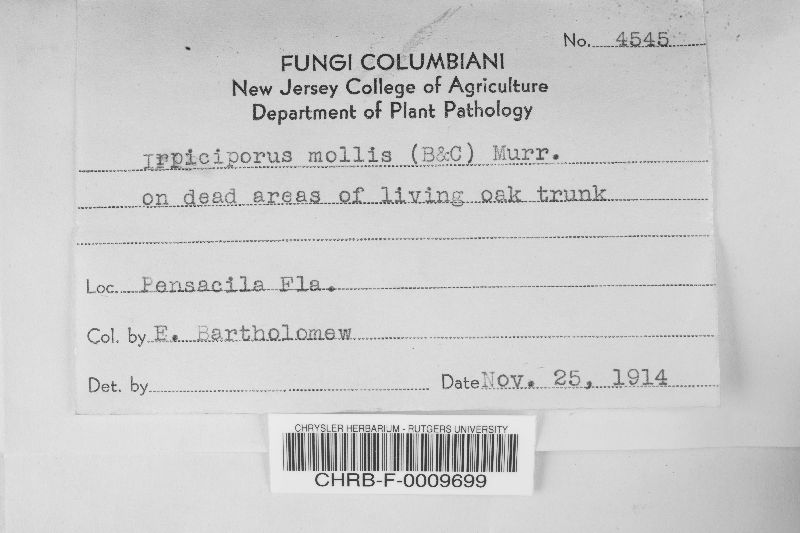 No. 4545
FUNGI COLUMBIANI
New Jersey College of Agriculture
Department of Plant Pathology
Irpiciporus mollis (B&C) Murr.
on dead areas of living oak trunk
Loc. Pensacila Fla.
Col. by E. Bartholomew
Det. by
Date Nov. 25, 1914
CHRYSLER HERBARIUM - RUTGERS UNIVERSITY
CHRB-F-0009699